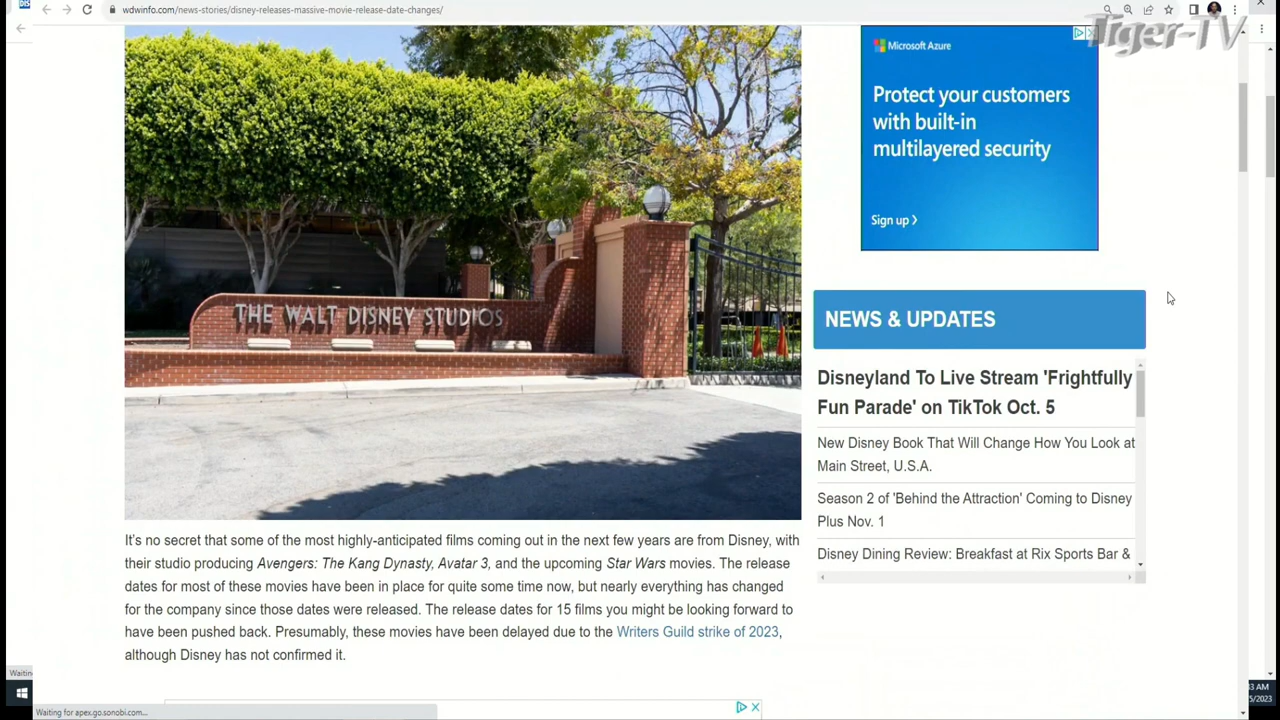 wdwinfo.com/news-stories/disney-releases-massive-movie-release-date-changes/
Tiger-TV
THE WALT DISNEY STUDIOS
Microsoft Azure
Protect your customers
with built-in
multilayered security
Sign up >
NEWS & UPDATES
Disneyland To Live Stream 'Frightfully
Fun Parade' on TikTok Oct. 5
New Disney Book That Will Change How You Look at
Main Street, U.S.A.
Season 2 of 'Behind the Attraction' Coming to Disney
Plus Nov. 1
Disney Dining Review: Breakfast at Rix Sports Bar &
It's no secret that some of the most highly-anticipated films coming out in the next few years are from Disney, with
their studio producing Avengers: The Kang Dynasty, Avatar 3, and the upcoming Star Wars movies. The release
dates for most of these movies have been in place for quite some time now, but nearly everything has changed
for the company since those dates were released. The release dates for 15 films you might be looking forward to
have been pushed back. Presumably, these movies have been delayed due to the Writers Guild strike of 2023,
although Disney has not confirmed it.
Waitin
Waiting for apex.go.sonobi.com...
33 AM
5/2023